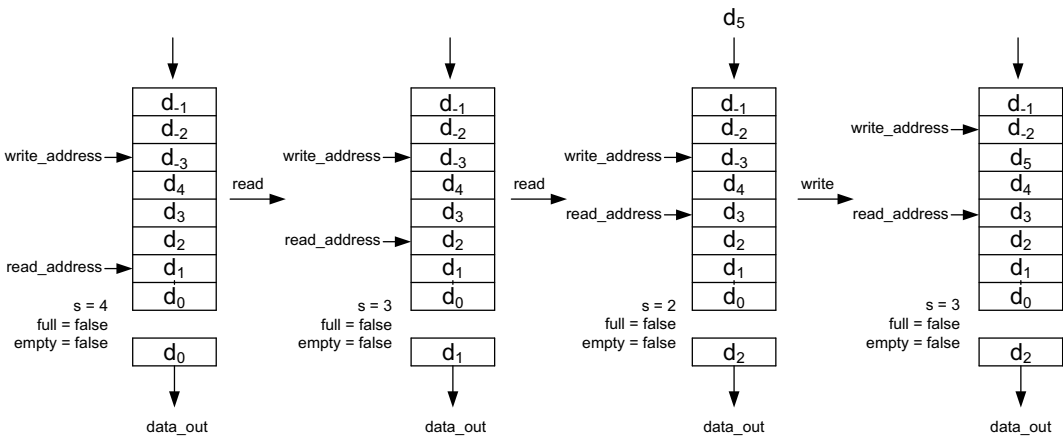 d5
d-1
d-2
write_address
d-3
d4
d3
d2
read_address
d1
d0
s = 4
full = false
empty = false
d0
data_out
read
d-1
d-2
write_address
d-3
d4
d3
read_address
d2
d1
d0
s = 3
full = false
empty = false
d1
data_out
read
d-1
d-2
write_address
d-3
d4
read_address
d3
d2
d1
d0
s = 2
full = false
empty = false
d2
data_out
write
d-1
write_address
d-2
d5
d4
read_address
d3
d2
d1
d0
s = 3
full = false
empty = false
d2
data_out